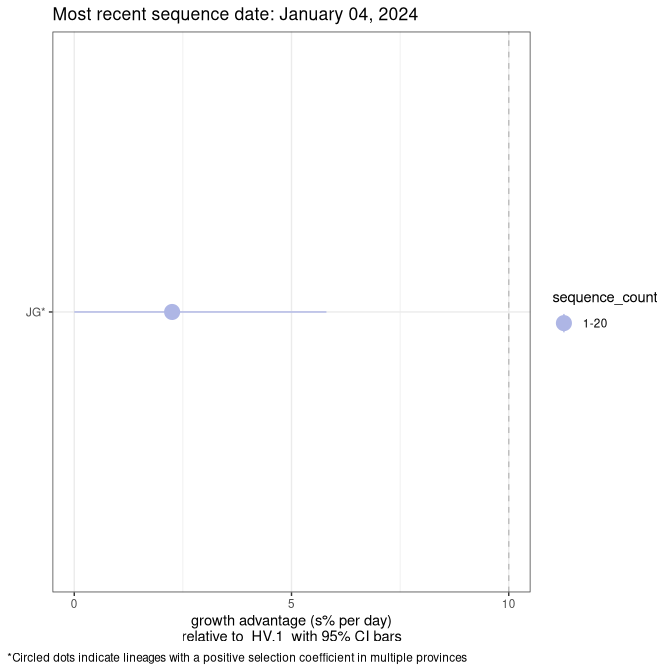 Most recent sequence date: January 04, 2024
JG*
sequence_count
1-20
0 5 10
growth advantage (s% per day)
relative to HV.1 with 95% CI bars
*Circled dots indicate lineages with a positive selection coefficient in multiple provinces